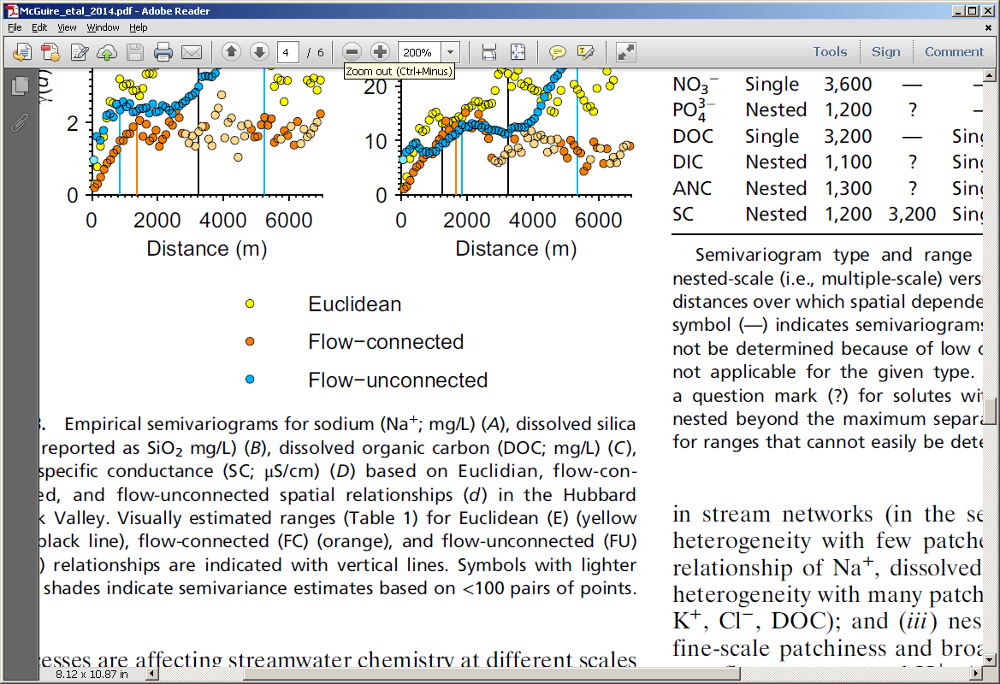 McGuire_etal_2014.pdf - Adobe Reader
File Edit View Window Help
4 / 6 200% Tools Sign Comment
Zoom out (Ctrl+Minus)
γ(d)
2
0
0 2000 4000 6000
Distance (m)
20
10
0
0 2000 4000 6000
Distance (m)
Euclidean
Flow−connected
Flow−unconnected
3. Empirical semivariograms for sodium (Na+; mg/L) (A), dissolved silica
reported as SiO2 mg/L) (B), dissolved organic carbon (DOC; mg/L) (C),
specific conductance (SC; μS/cm) (D) based on Euclidian, flow-con-
ed, and flow-unconnected spatial relationships (d) in the Hubbard
k Valley. Visually estimated ranges (Table 1) for Euclidean (E) (yellow
black line), flow-connected (FC) (orange), and flow-unconnected (FU)
) relationships are indicated with vertical lines. Symbols with lighter
shades indicate semivariance estimates based on <100 pairs of points.
cesses are affecting streamwater chemistry at different scales
NO3− Single 3,600 — –
PO43− Nested 1,200 ? –
DOC Single 3,200 — Sing
DIC Nested 1,100 ? Sing
ANC Nested 1,300 ? Sing
SC Nested 1,200 3,200 Sing
Semivariogram type and range
nested-scale (i.e., multiple-scale) versu
distances over which spatial depende
symbol (—) indicates semivariograms
not be determined because of low c
not applicable for the given type.
a question mark (?) for solutes wit
nested beyond the maximum separa
for ranges that cannot easily be dete
in stream networks (in the se
heterogeneity with few patche
relationship of Na+, dissolved
heterogeneity with many patch
K+, Cl−, DOC); and (iii) nes
fine-scale patchiness and broa
8.12 x 10.87 in